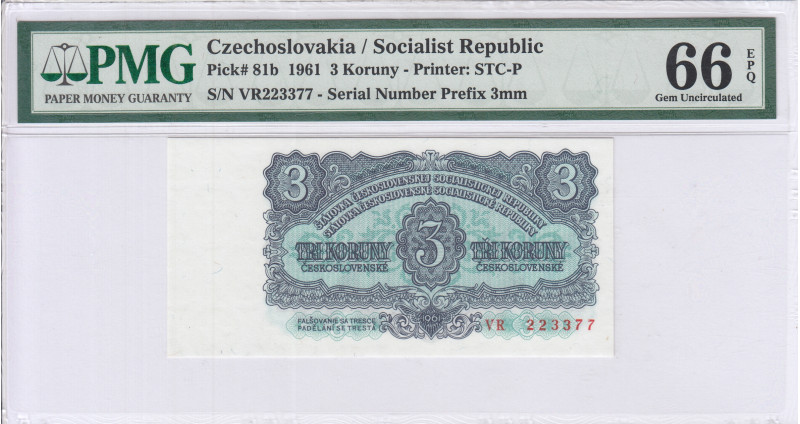 PMG
PAPER MONEY GUARANTY
Czechoslovakia / Socialist Republic
Pick# 81b 1961 3 Koruny - Printer: STC-P
S/N VR223377 - Serial Number Prefix 3mm
66 EPQ
Gem Uncirculated
3 3
ŠTÁTOVKA ČESKOSLOVENSKEJ SOCIALISTICKEJ REPUBLIKY
STÁTOVKA ČESKOSLOVENSKÉ SOCIALISTICKÉ REPUBLIKY
TRI KORUNY 3 TŘI KORUNY
ČESKOSLOVENSKÉ ČESKOSLOVENSKÉ
FALŠOVANIE SA TRESCE
PADĚLÁNÍ SE TRESTÁ
1961
VR 223377